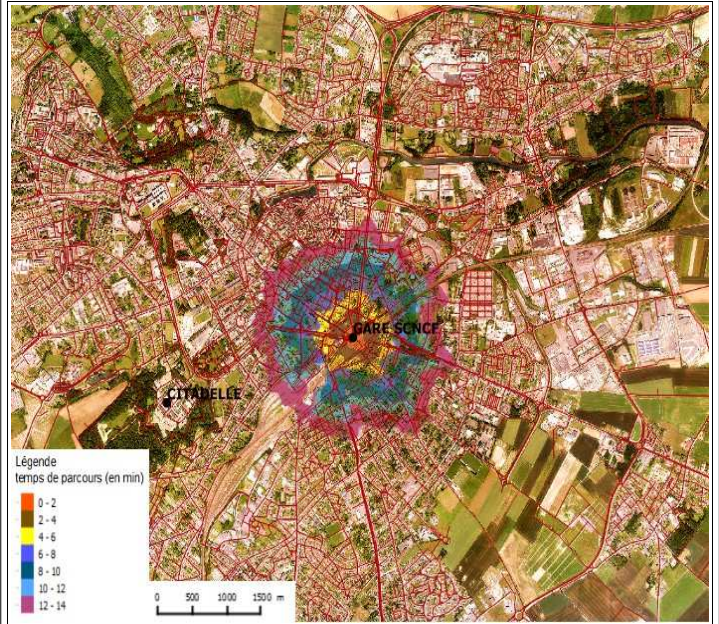 GARE SCNCF
CITADELLE
Légende
temps de parcours (en min)
0 - 2
2 - 4
4 - 6
6 - 8
8 - 10
10 - 12
12 - 14
0 500 1000 1500 m